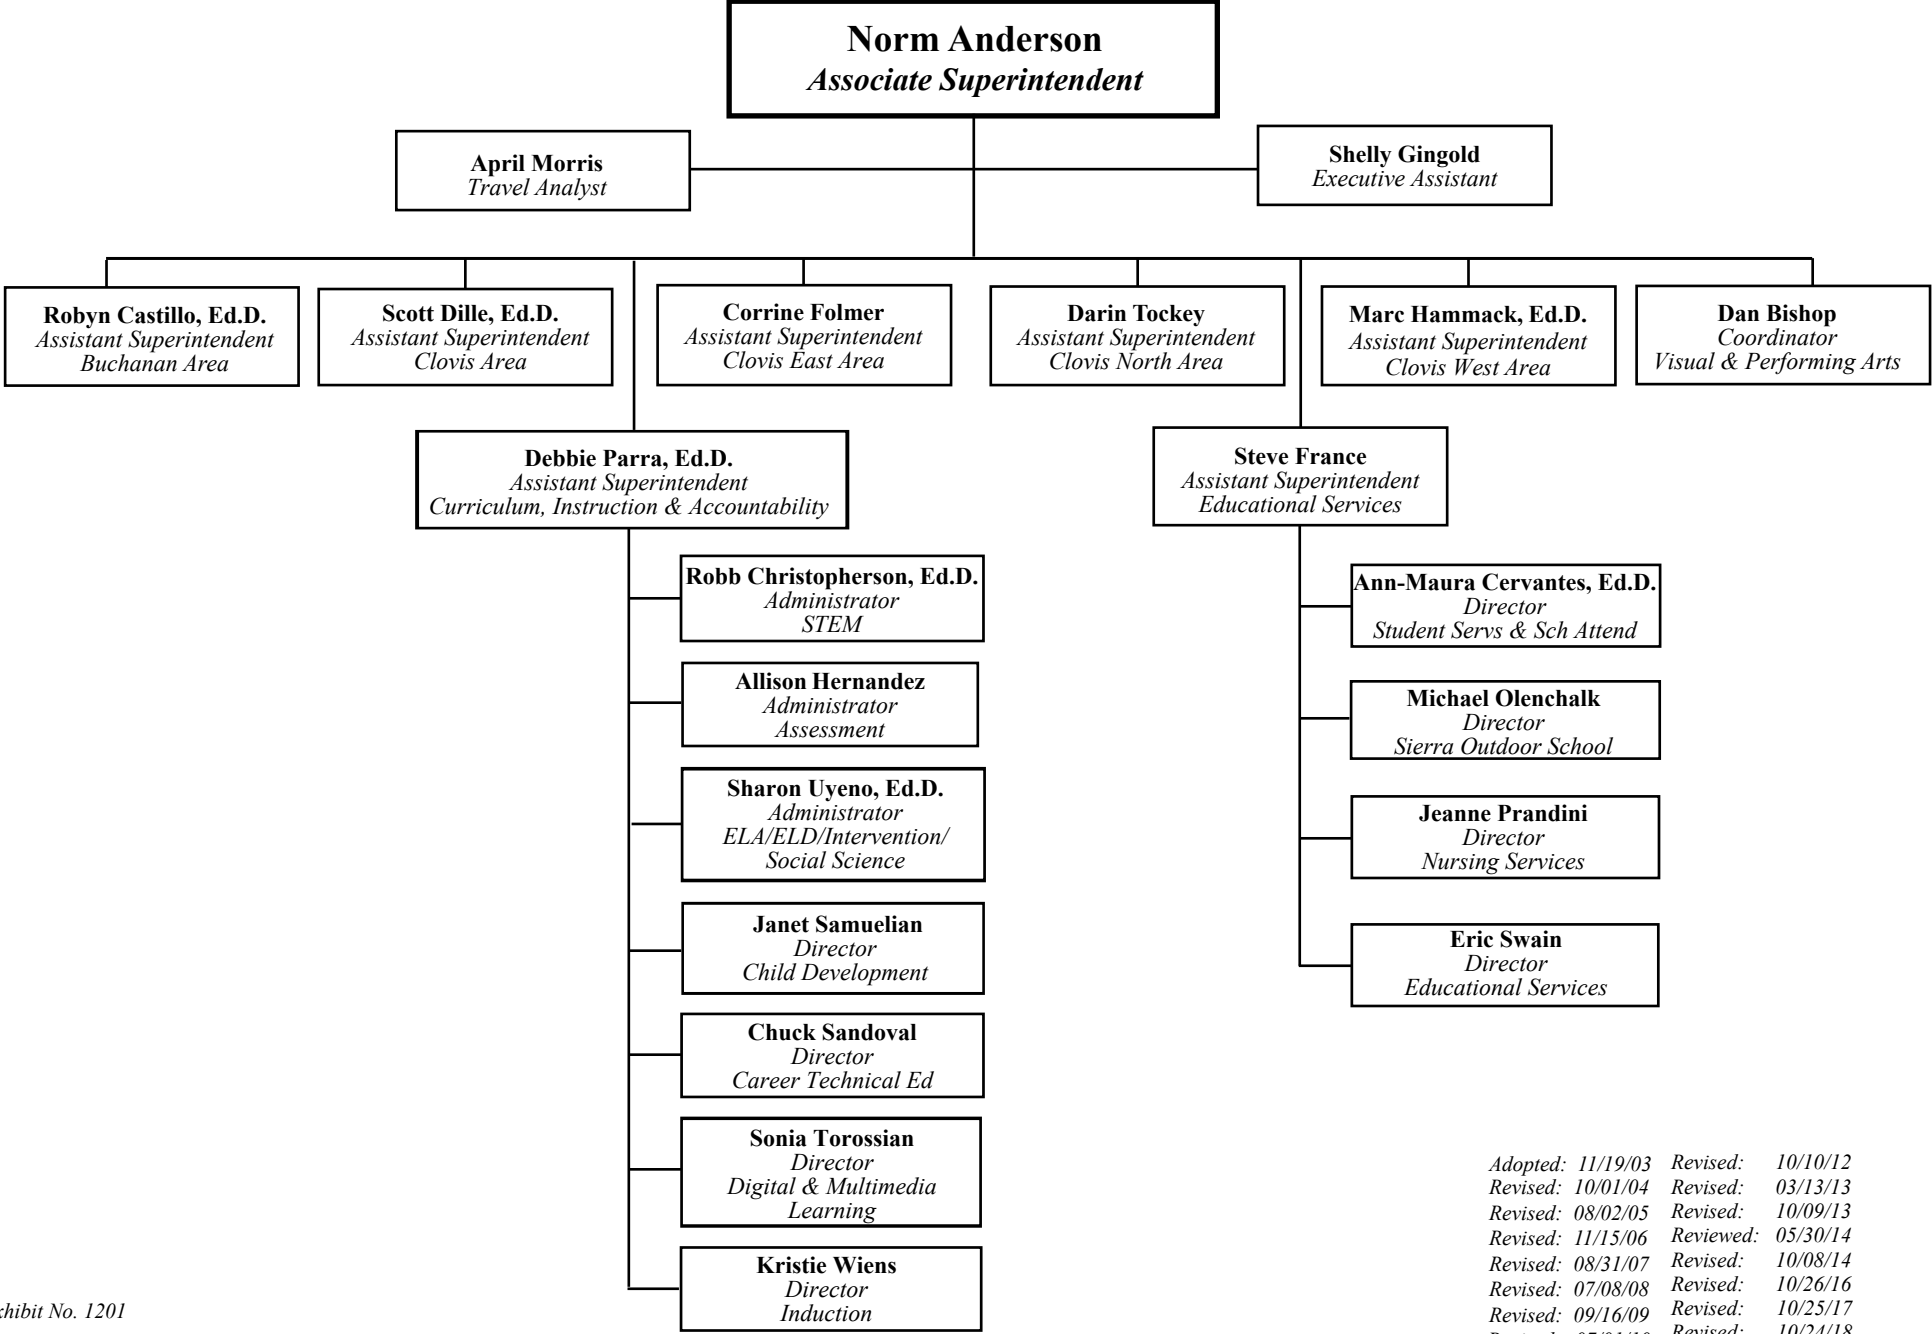 Norm Anderson
Associate Superintendent
April Morris
Travel Analyst
Shelly Gingold
Executive Assistant
Robyn Castillo, Ed.D.
Assistant Superintendent
Buchanan Area
Scott Dille, Ed.D.
Assistant Superintendent
Clovis Area
Corrine Folmer
Assistant Superintendent
Clovis East Area
Darin Tockey
Assistant Superintendent
Clovis North Area
Marc Hammack, Ed.D.
Assistant Superintendent
Clovis West Area
Dan Bishop
Coordinator
Visual & Performing Arts
Debbie Parra, Ed.D.
Assistant Superintendent
Curriculum, Instruction & Accountability
Robb Christopherson, Ed.D.
Administrator
STEM
Allison Hernandez
Administrator
Assessment
Sharon Uyeno, Ed.D.
Administrator
ELA/ELD/Intervention/
Social Science
Janet Samuelian
Director
Child Development
Chuck Sandoval
Director
Career Technical Ed
Sonia Torossian
Director
Digital & Multimedia
Learning
Kristie Wiens
Director
Induction
Steve France
Assistant Superintendent
Educational Services
Ann-Maura Cervantes, Ed.D.
Director
Student Servs & Sch Attend
Michael Olenchalk
Director
Sierra Outdoor School
Jeanne Prandini
Director
Nursing Services
Eric Swain
Director
Educational Services
Adopted: 11/19/03 Revised: 10/10/12
Revised: 10/01/04 Revised: 03/13/13
Revised: 08/02/05 Revised: 10/09/13
Revised: 11/15/06 Reviewed: 05/30/14
Revised: 08/31/07 Revised: 10/08/14
Revised: 07/08/08 Revised: 10/26/16
Revised: 09/16/09 Revised: 10/25/17
Revised: 10/24/18
No. 1201